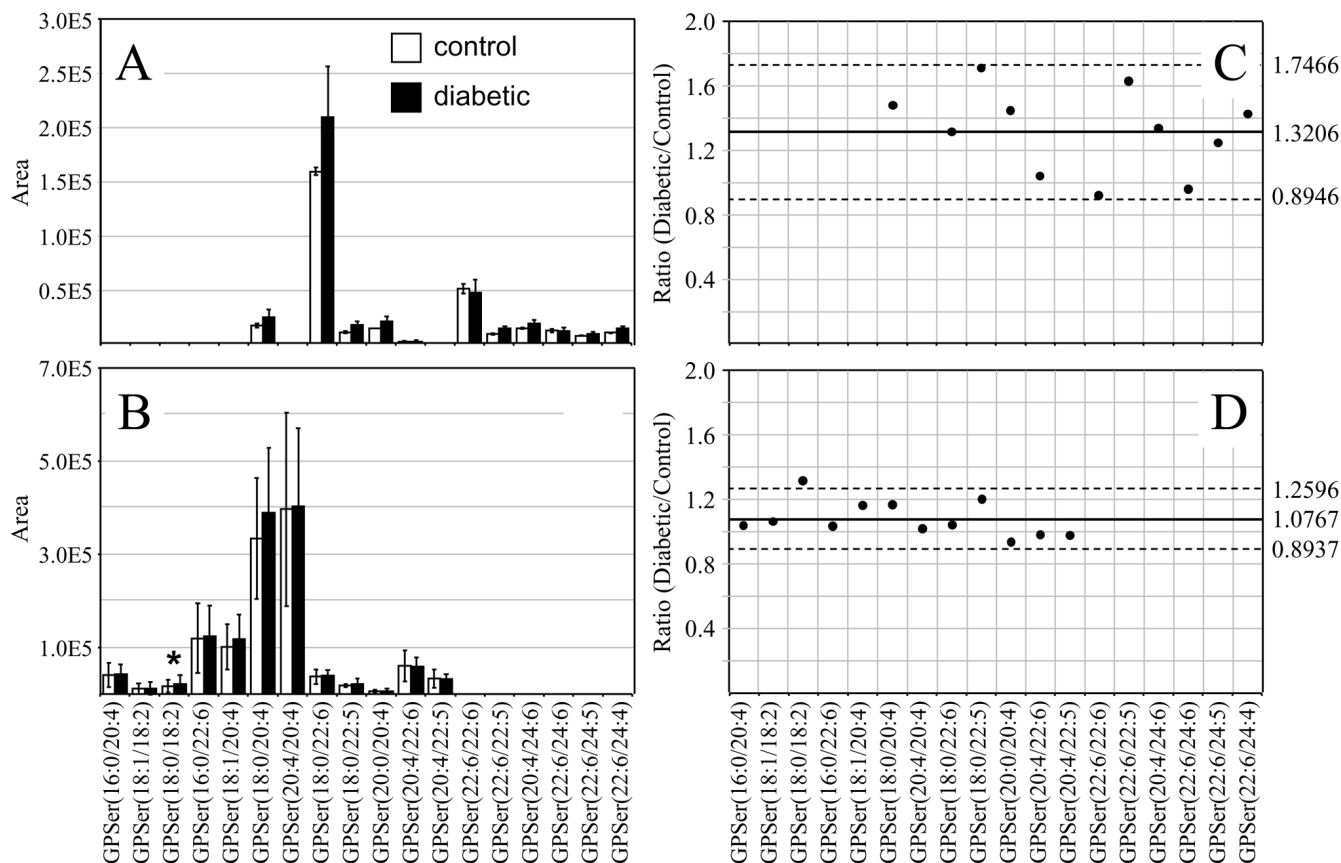 A
control
diabetic
Area
3.0E5
2.5E5
2.0E5
1.5E5
1.0E5
0.5E5
C
Ratio (Diabetic/Control)
2.0
1.6
1.2
0.8
0.4
1.7466
1.3206
0.8946
B
*
Area
7.0E5
5.0E5
3.0E5
1.0E5
GPSer(16:0/20:4)
GPSer(18:1/18:2)
GPSer(18:0/18:2)
GPSer(16:0/22:6)
GPSer(18:1/20:4)
GPSer(18:0/20:4)
GPSer(20:4/20:4)
GPSer(18:0/22:6)
GPSer(18:0/22:5)
GPSer(20:0/20:4)
GPSer(20:4/22:6)
GPSer(20:4/22:5)
GPSer(22:6/22:6)
GPSer(22:6/22:5)
GPSer(20:4/24:6)
GPSer(22:6/24:6)
GPSer(22:6/24:5)
GPSer(22:6/24:4)
D
Ratio (Diabetic/Control)
2.0
1.6
1.2
0.8
0.4
1.2596
1.0767
0.8937
GPSer(16:0/20:4)
GPSer(18:1/18:2)
GPSer(18:0/18:2)
GPSer(16:0/22:6)
GPSer(18:1/20:4)
GPSer(18:0/20:4)
GPSer(20:4/20:4)
GPSer(18:0/22:6)
GPSer(18:0/22:5)
GPSer(20:0/20:4)
GPSer(20:4/22:6)
GPSer(20:4/22:5)
GPSer(22:6/22:6)
GPSer(22:6/22:5)
GPSer(20:4/24:6)
GPSer(22:6/24:6)
GPSer(22:6/24:5)
GPSer(22:6/24:4)